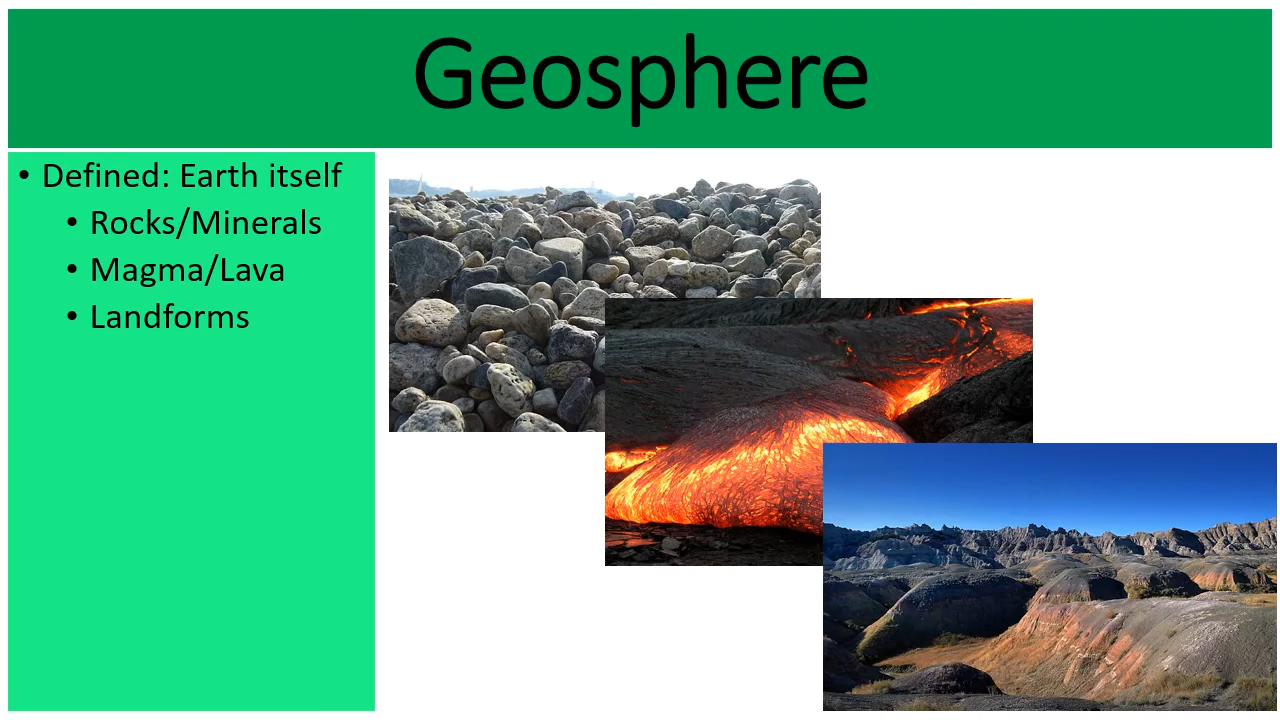 Geosphere
• Defined: Earth itself
• Rocks/Minerals
• Magma/Lava
• Landforms